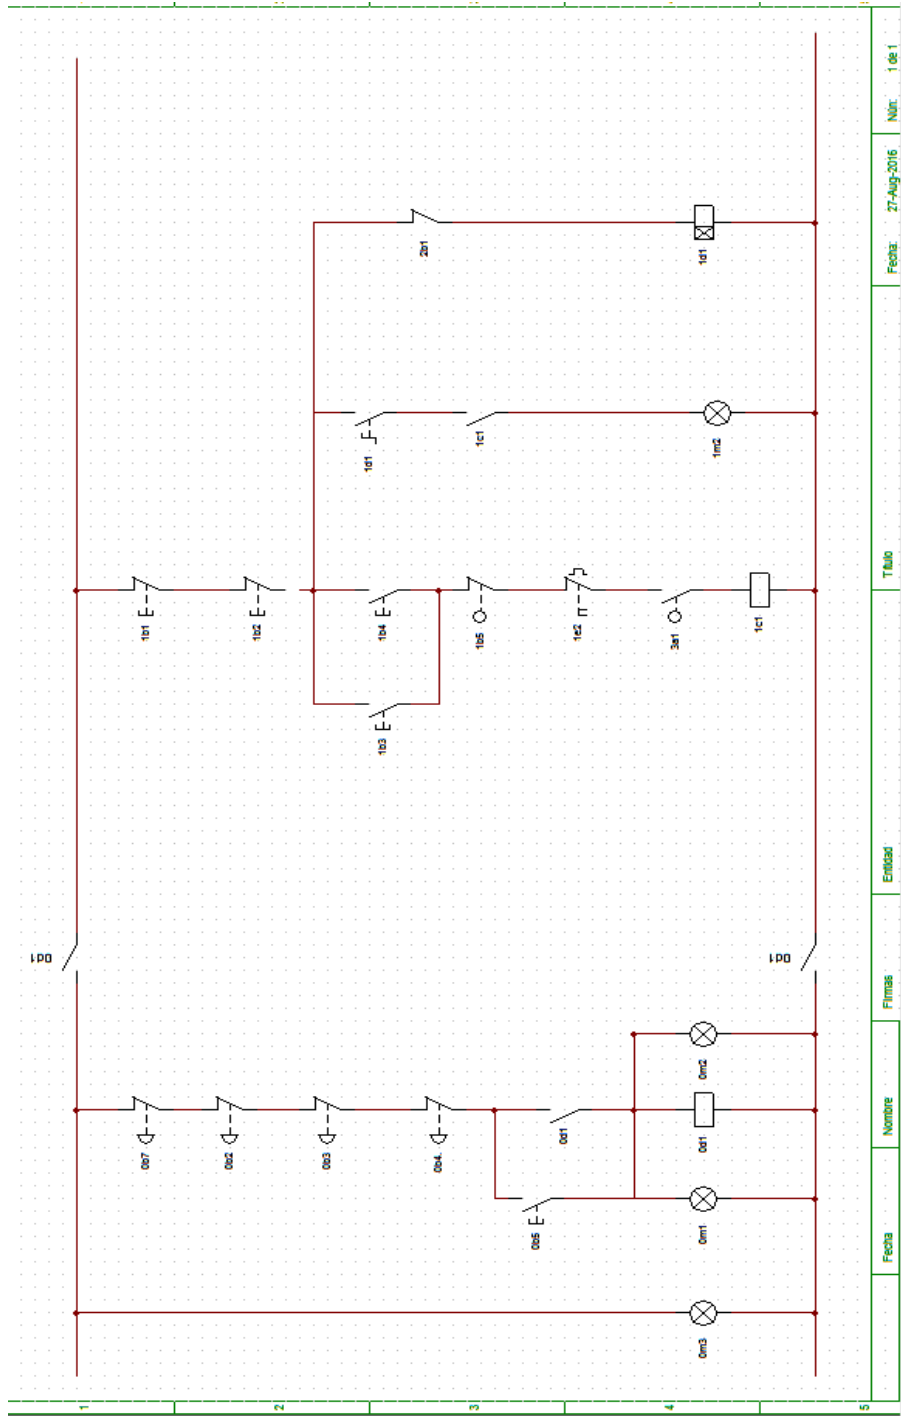 1b1
1b2
1b4
1b3
1b5
1e2
3a1
1c1
1d1
1c1
1m2
2b1
1d1
0d1
0d1
0b7
0b2
0b3
0b4.
0d1
0b5
0m2
0d1
0m1
0m3
1
2
3
4
5
Fecha
Nombre
Firmas
Entidad
Título
Fecha: 27-Aug-2016
Núm: 1 de 1